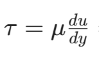 τ = μ du/dy